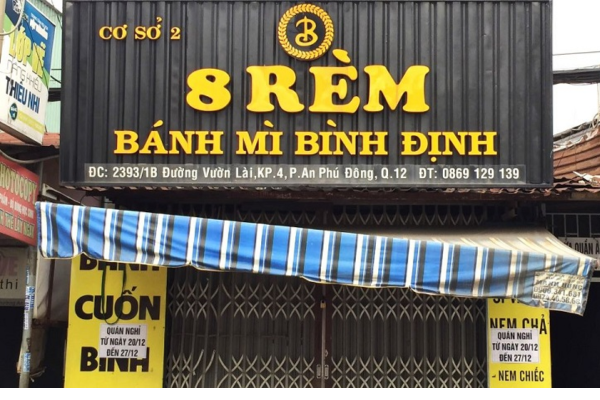 CƠ SỞ 2
B
8 RÈM
BÁNH MÌ BÌNH ĐỊNH
ĐC: 2393/1B Đường Vườn Lài,KP.4,P.An Phú Đông, Q.12 ĐT: 0869 129 139
THIẾU NHI
BÁNH
CUỐN
BÌNH
QUÁN NGHỈ
TỪ NGÀY 20/12
ĐẾN 27/12
NEM CHẢ
QUÁN NGHỈ
TỪ NGÀY 20/12
ĐẾN 27/12
- NEM CHIẾC